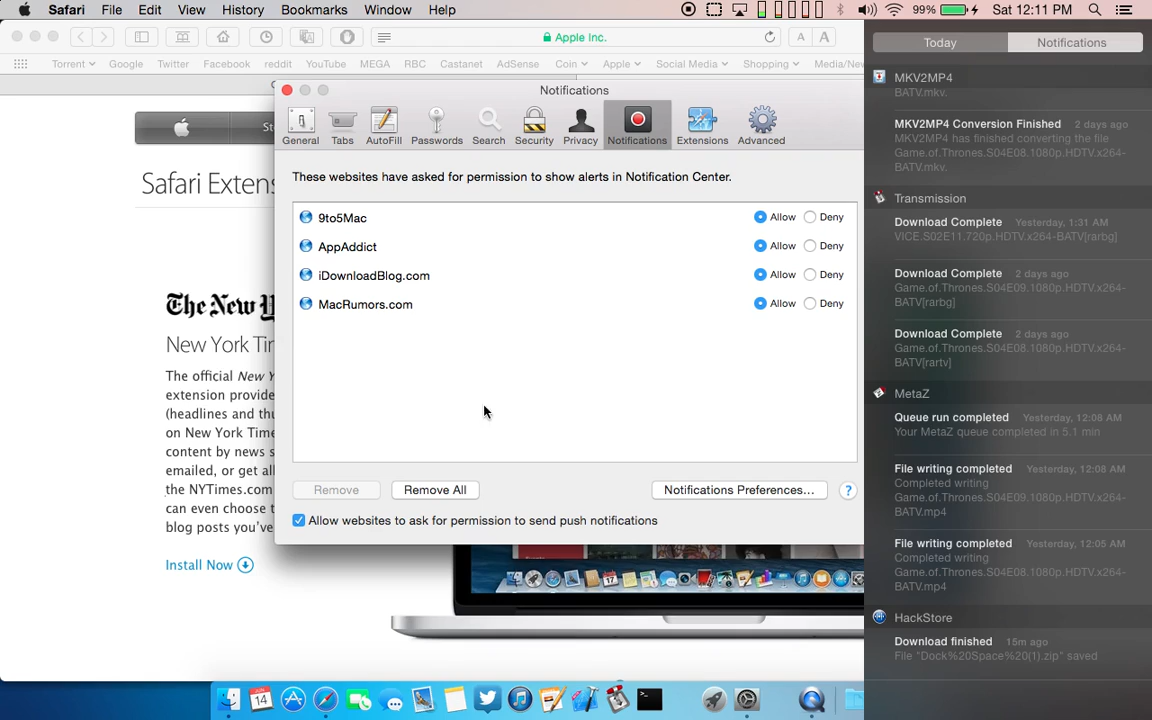 Safari File Edit View History Bookmarks Window Help 99% Sat 12:11 PM
Apple Inc. A A
Torrent Google Twitter Facebook reddit YouTube MEGA RBC Castanet AdSense Coin Apple Social Media Shopping Media/New
Notifications
General Tabs AutoFill Passwords Search Security Privacy Notifications Extensions Advanced
These websites have asked for permission to show alerts in Notification Center.
9to5Mac Allow Deny
AppAddict Allow Deny
iDownloadBlog.com Allow Deny
MacRumors.com Allow Deny
Remove Remove All Notifications Preferences... ?
Allow websites to ask for permission to send push notifications
St
Safari Extens
The New Y
New York Tir
The official New Y
extension provide
(headlines and thu
on New York Time
content by news s
emailed, or get all
the NYTimes.com
can even choose t
blog posts you've
Install Now
Today Notifications
MKV2MP4
BATV.mkv.
MKV2MP4 Conversion Finished 2 days ago
MKV2MP4 has finished converting the file
Game.of.Thrones.S04E08.1080p.HDTV.x264-
BATV.mkv.
Transmission
Download Complete Yesterday, 1:31 AM
VICE.S02E11.720p.HDTV.x264-BATV[rarbg]
Download Complete 2 days ago
Game.of.Thrones.S04E09.1080p.HDTV.x264-
BATV[rarbg]
Download Complete 2 days ago
Game.of.Thrones.S04E08.1080p.HDTV.x264-
BATV[rartv]
MetaZ
Queue run completed Yesterday, 12:08 AM
Your MetaZ queue completed in 5.1 min
File writing completed Yesterday, 12:08 AM
Completed writing
Game.of.Thrones.S04E09.1080p.HDTV.x264-
BATV.mp4
File writing completed Yesterday, 12:05 AM
Completed writing
Game.of.Thrones.S04E08.1080p.HDTV.x264-
BATV.mp4
HackStore
Download finished 15m ago
File "Dock%20Space%20(1).zip" saved
JUN
14
17